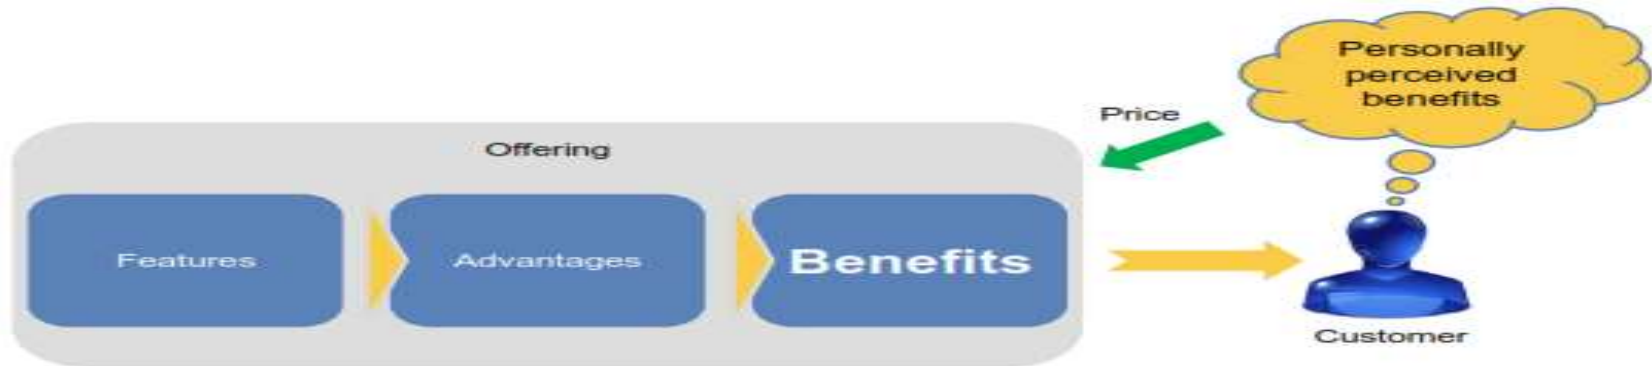 Personally
perceived
benefits
Price
Offering
Features
Advantages
Benefits
Customer